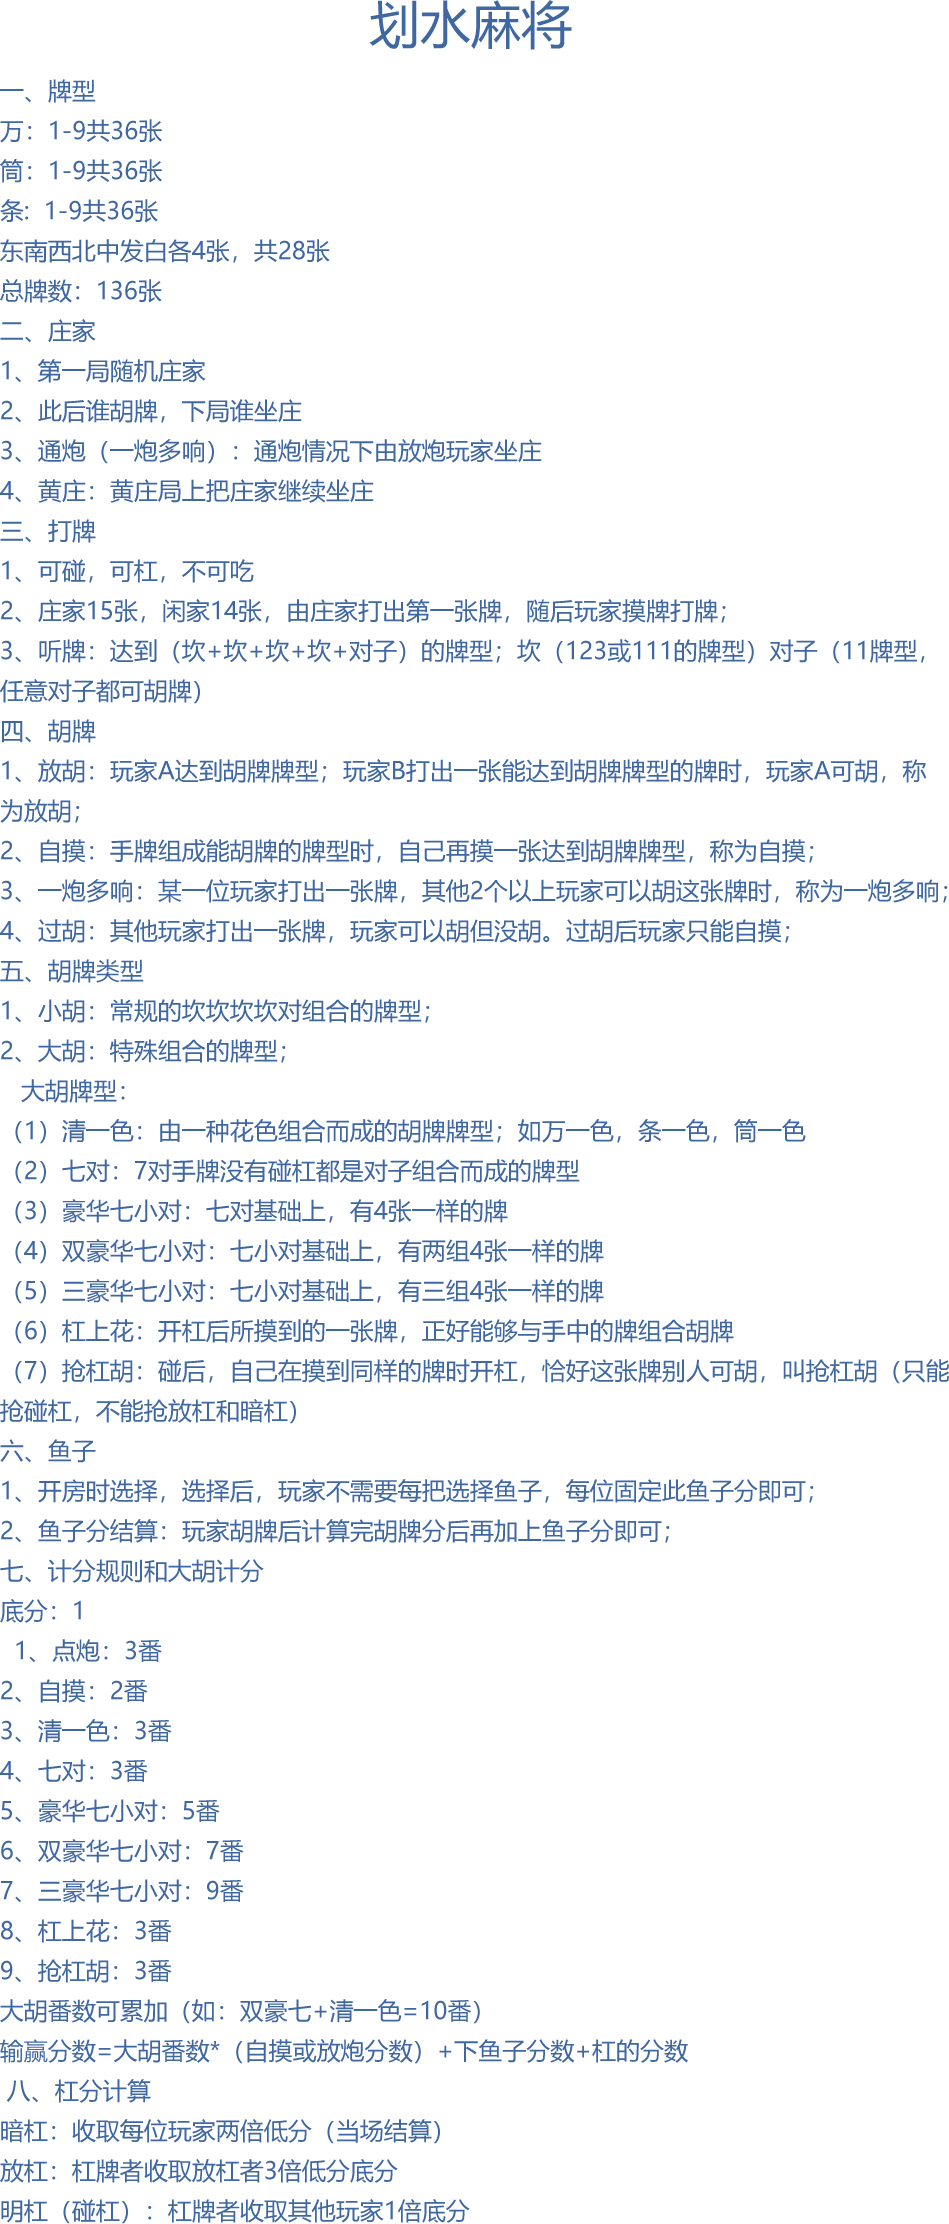 划水麻将
一、牌型
万：1-9共36张
筒：1-9共36张
条：1-9共36张
东南西北中发白各4张，共28张
总牌数：136张
二、庄家
1、第一局随机庄家
2、此后谁胡牌，下局谁坐庄
3、通炮（一炮多响）：通炮情况下由放炮玩家坐庄
4、黄庄：黄庄局上把庄家继续坐庄
三、打牌
1、可碰，可杠，不可吃
2、庄家15张，闲家14张，由庄家打出第一张牌，随后玩家摸牌打牌；
3、听牌：达到（坎+坎+坎+坎+对子）的牌型；坎（123或111的牌型）对子（11牌型，
任意对子都可胡牌）
四、胡牌
1、放胡：玩家A达到胡牌牌型；玩家B打出一张能达到胡牌牌型的牌时，玩家A可胡，称
为放胡；
2、自摸：手牌组成能胡牌的牌型时，自己再摸一张达到胡牌牌型，称为自摸；
3、一炮多响：某一位玩家打出一张牌，其他2个以上玩家可以胡这张牌时，称为一炮多响；
4、过胡：其他玩家打出一张牌，玩家可以胡但没胡。过胡后玩家只能自摸；
五、胡牌类型
1、小胡：常规的坎坎坎坎对组合的牌型；
2、大胡：特殊组合的牌型；
大胡牌型：
（1）清一色：由一种花色组合而成的胡牌牌型；如万一色，条一色，筒一色
（2）七对：7对手牌没有碰杠都是对子组合而成的牌型
（3）豪华七小对：七对基础上，有4张一样的牌
（4）双豪华七小对：七小对基础上，有两组4张一样的牌
（5）三豪华七小对：七小对基础上，有三组4张一样的牌
（6）杠上花：开杠后所摸到的一张牌，正好能够与手中的牌组合胡牌
（7）抢杠胡：碰后，自己在摸到同样的牌时开杠，恰好这张牌别人可胡，叫抢杠胡（只能
抢碰杠，不能抢放杠和暗杠）
六、鱼子
1、开房时选择，选择后，玩家不需要每把选择鱼子，每位固定此鱼子分即可；
2、鱼子分结算：玩家胡牌后计算完胡牌分后再加上鱼子分即可；
七、计分规则和大胡计分
底分：1
1、点炮：3番
2、自摸：2番
3、清一色：3番
4、七对：3番
5、豪华七小对：5番
6、双豪华七小对：7番
7、三豪华七小对：9番
8、杠上花：3番
9、抢杠胡：3番
大胡番数可累加（如：双豪七+清一色=10番）
输赢分数=大胡番数*（自摸或放炮分数）+下鱼子分数+杠的分数
八、杠分计算
暗杠：收取每位玩家两倍低分（当场结算）
放杠：杠牌者收取放杠者3倍低分底分
明杠（碰杠）：杠牌者收取其他玩家1倍底分